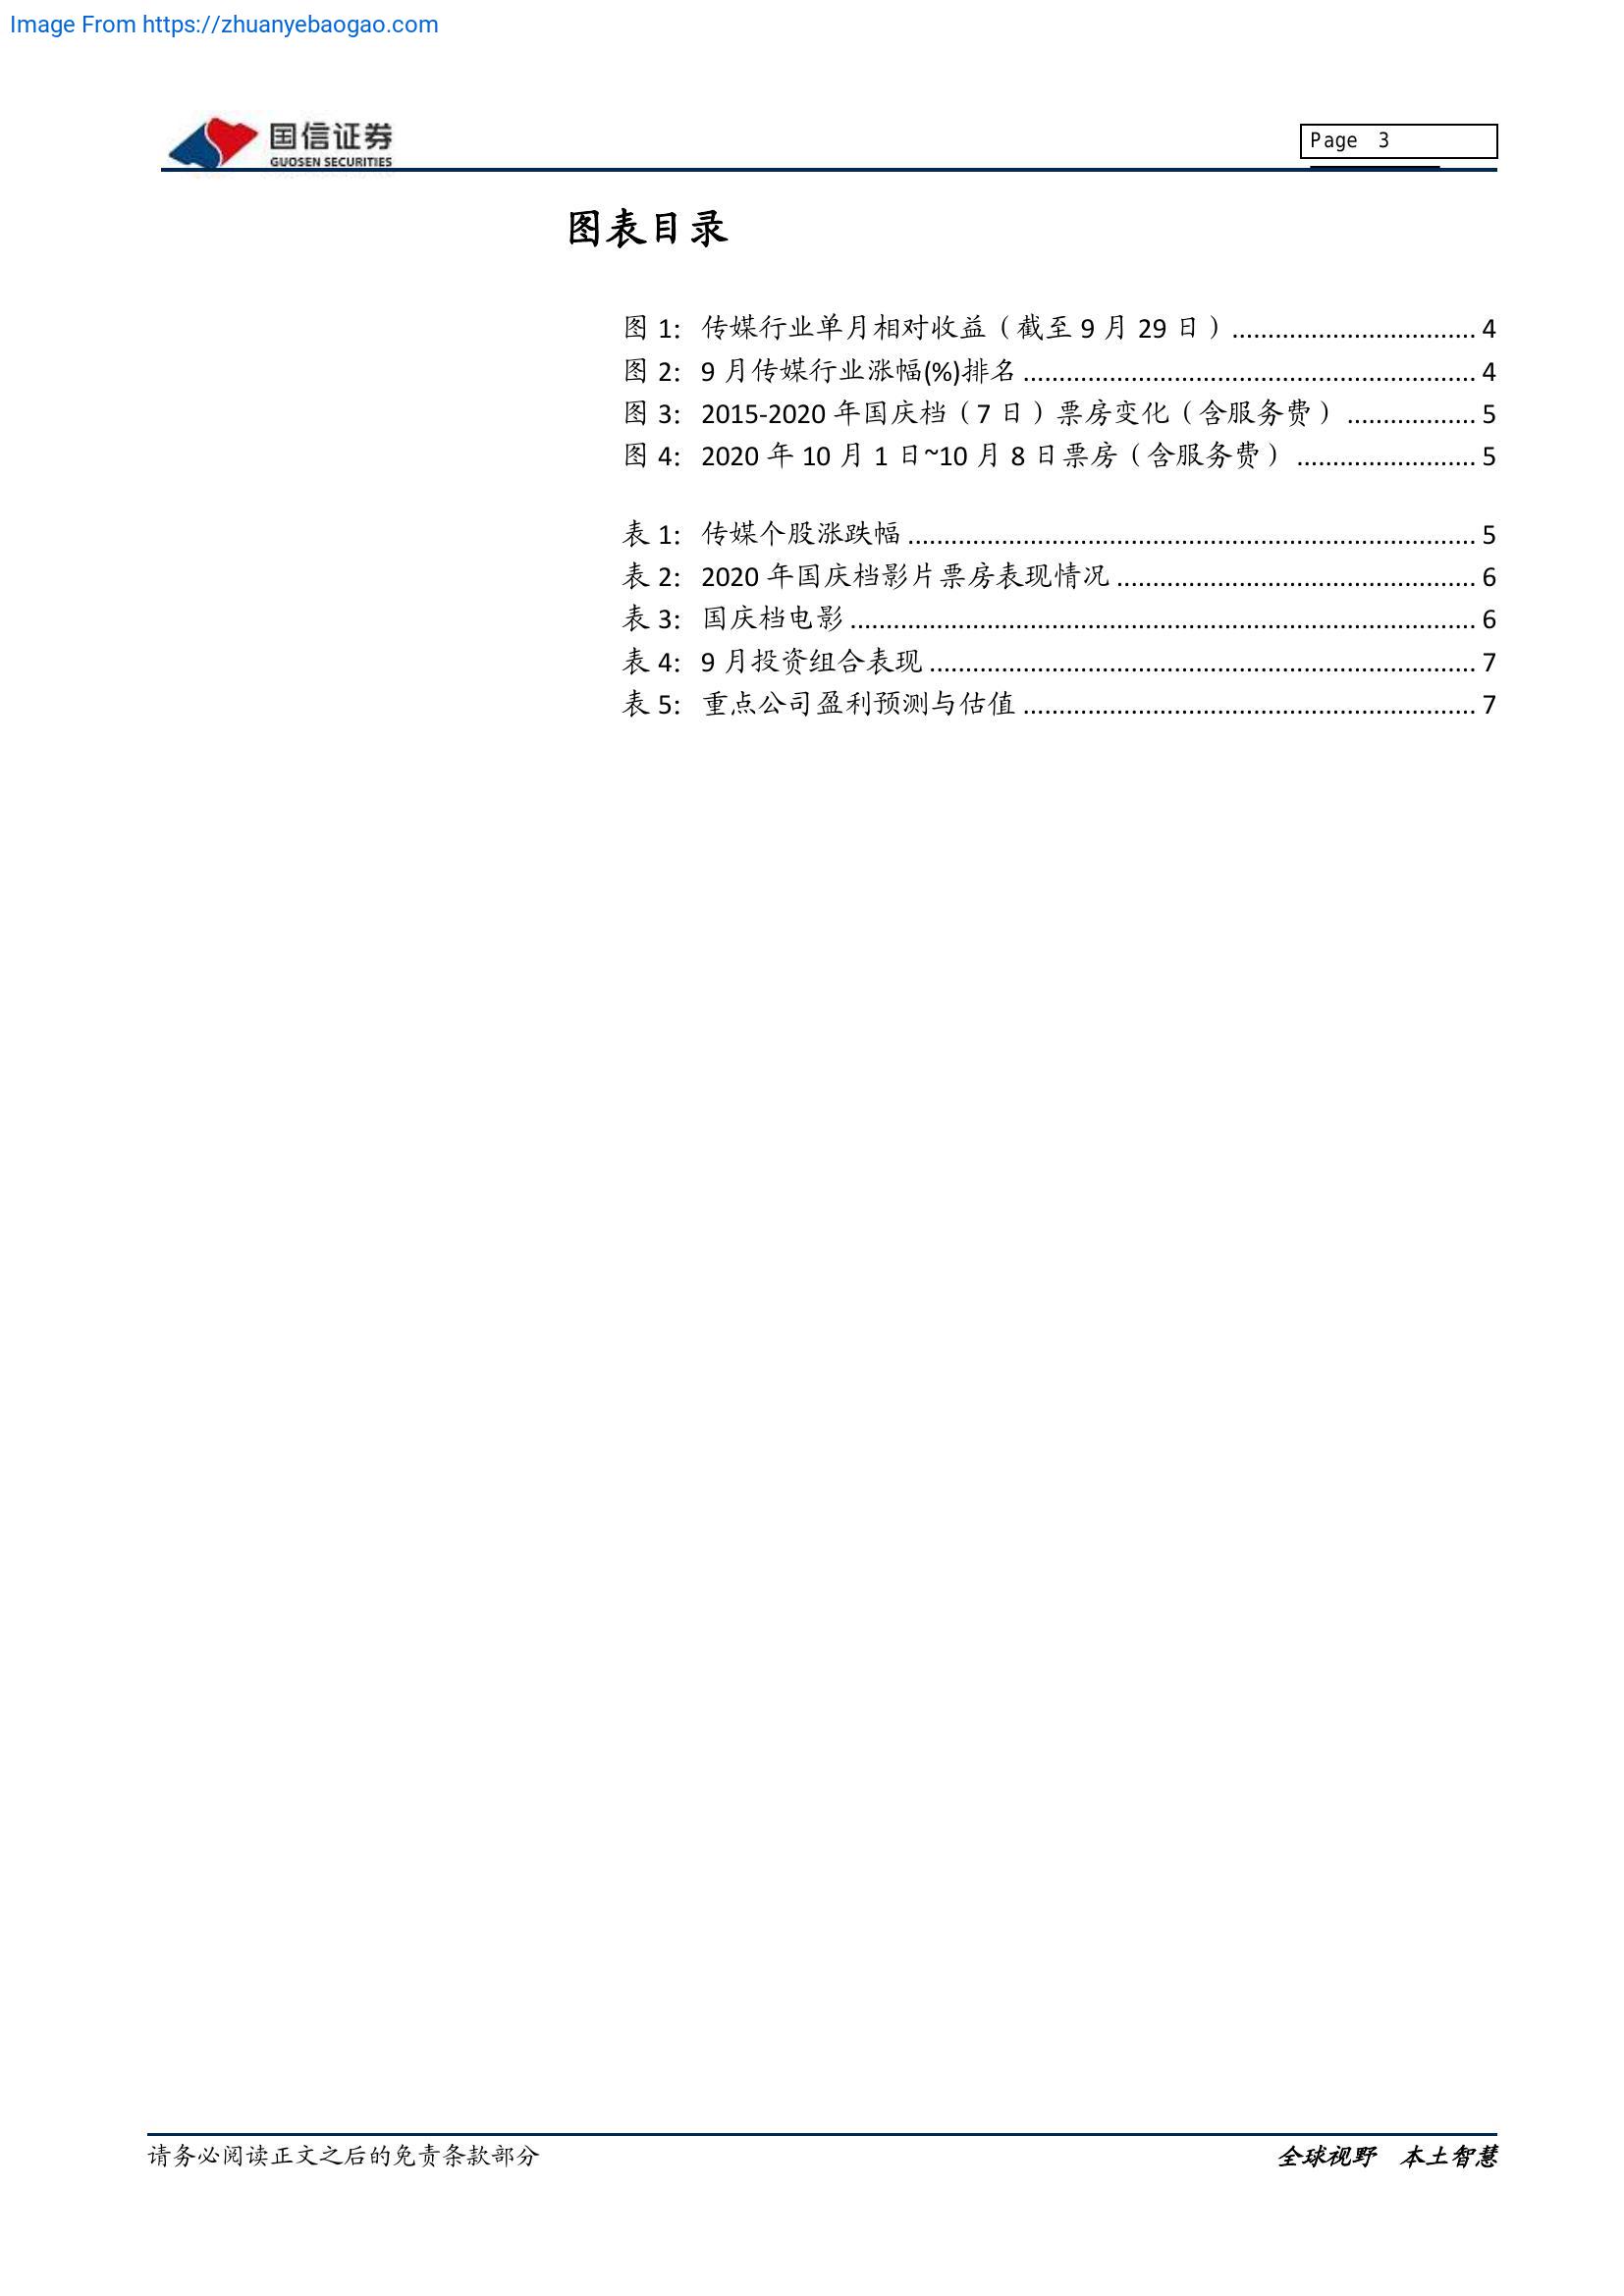 Image From https://zhuanyebaogao.com
国信证券
GUOSEN SECURITIES
Page 3
图表目录
图 1: 传媒行业单月相对收益（截至 9 月 29 日）.................................. 4
图 2: 9 月传媒行业涨幅(%)排名 ............................................................... 4
图 3: 2015-2020 年国庆档（7 日）票房变化（含服务费） .................. 5
图 4: 2020 年 10 月 1 日~10 月 8 日票房（含服务费） ......................... 5
表 1: 传媒个股涨跌幅 ............................................................................... 5
表 2: 2020 年国庆档影片票房表现情况 .................................................. 6
表 3: 国庆档电影 ....................................................................................... 6
表 4: 9 月投资组合表现 ............................................................................ 7
表 5: 重点公司盈利预测与估值 ............................................................... 7
请务必阅读正文之后的免责条款部分
全球视野 本土智慧